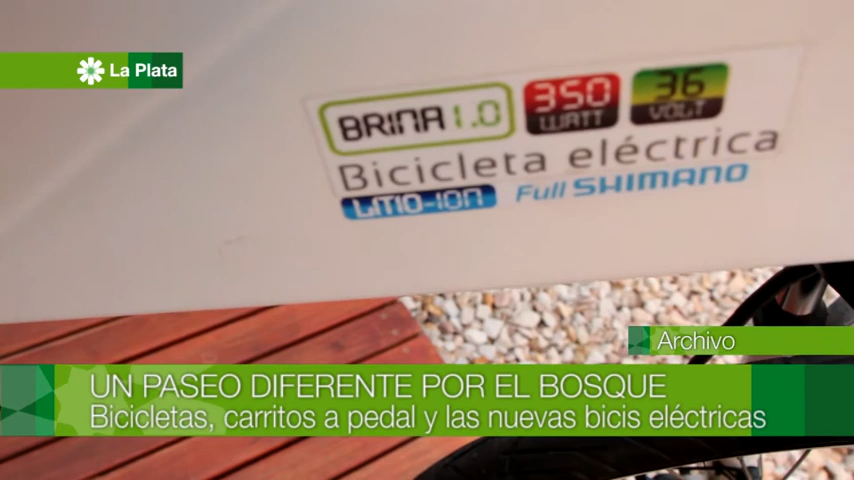 La Plata
BRINA 1.0
350 WATT
36 VOLT
Bicicleta eléctrica
LITIO-ION
Full SHIMANO
Archivo
UN PASEO DIFERENTE POR EL BOSQUE
Bicicletas, carritos a pedal y las nuevas bicis eléctricas